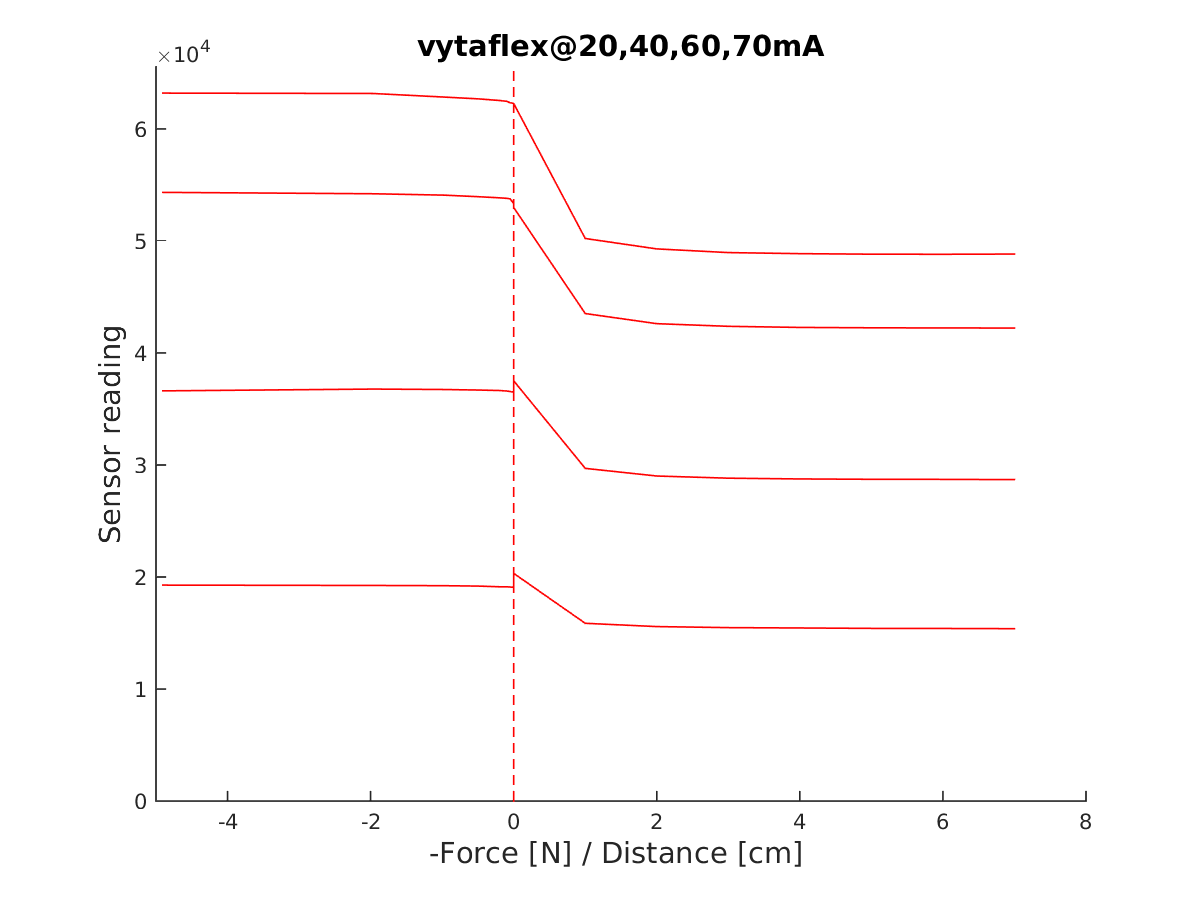 vytaflex@20,40,60,70mA
×10^4
6
5
4
3
2
1
0
Sensor reading
-4 -2 0 2 4 6 8
-Force [N] / Distance [cm]